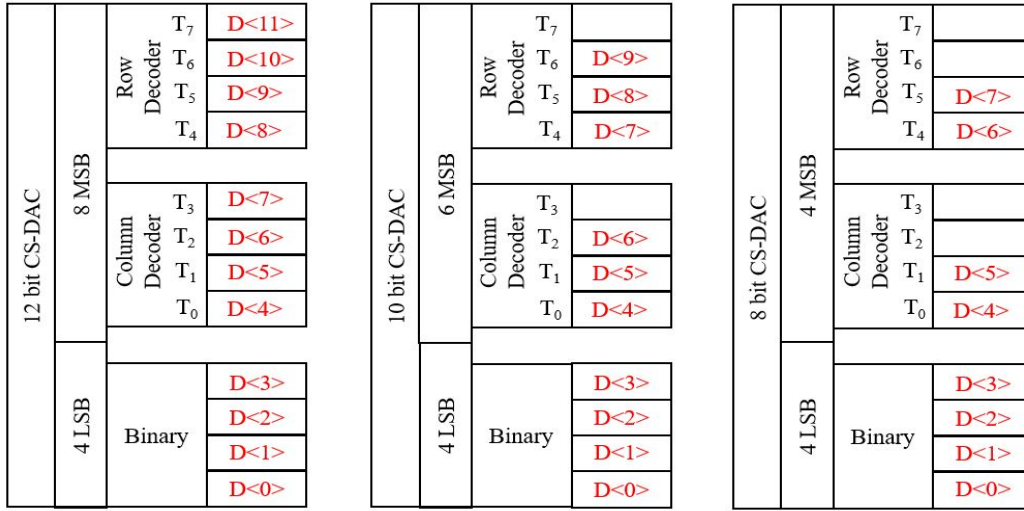 12 bit CS-DAC
8 MSB
Row Decoder
T7 D<11>
T6 D<10>
T5 D<9>
T4 D<8>
Column Decoder
T3 D<7>
T2 D<6>
T1 D<5>
T0 D<4>
4 LSB
Binary
D<3>
D<2>
D<1>
D<0>
10 bit CS-DAC
6 MSB
Row Decoder
T7
T6 D<9>
T5 D<8>
T4 D<7>
Column Decoder
T3
T2 D<6>
T1 D<5>
T0 D<4>
4 LSB
Binary
D<3>
D<2>
D<1>
D<0>
8 bit CS-DAC
4 MSB
Row Decoder
T7
T6
T5 D<7>
T4 D<6>
Column Decoder
T3
T2
T1 D<5>
T0 D<4>
4 LSB
Binary
D<3>
D<2>
D<1>
D<0>